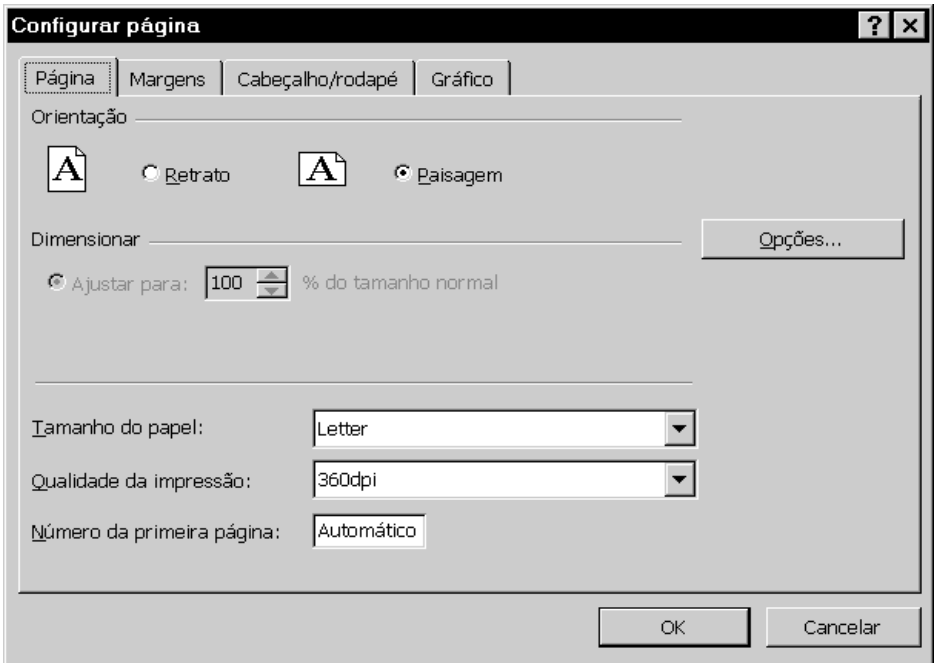 Configurar página
Página Margens Cabeçalho/rodapé Gráfico
Orientação
A Retrato A Paisagem
Dimensionar
Opções...
Ajustar para: 100 % do tamanho normal
Tamanho do papel: Letter
Qualidade da impressão: 360dpi
Número da primeira página: Automático
OK Cancelar